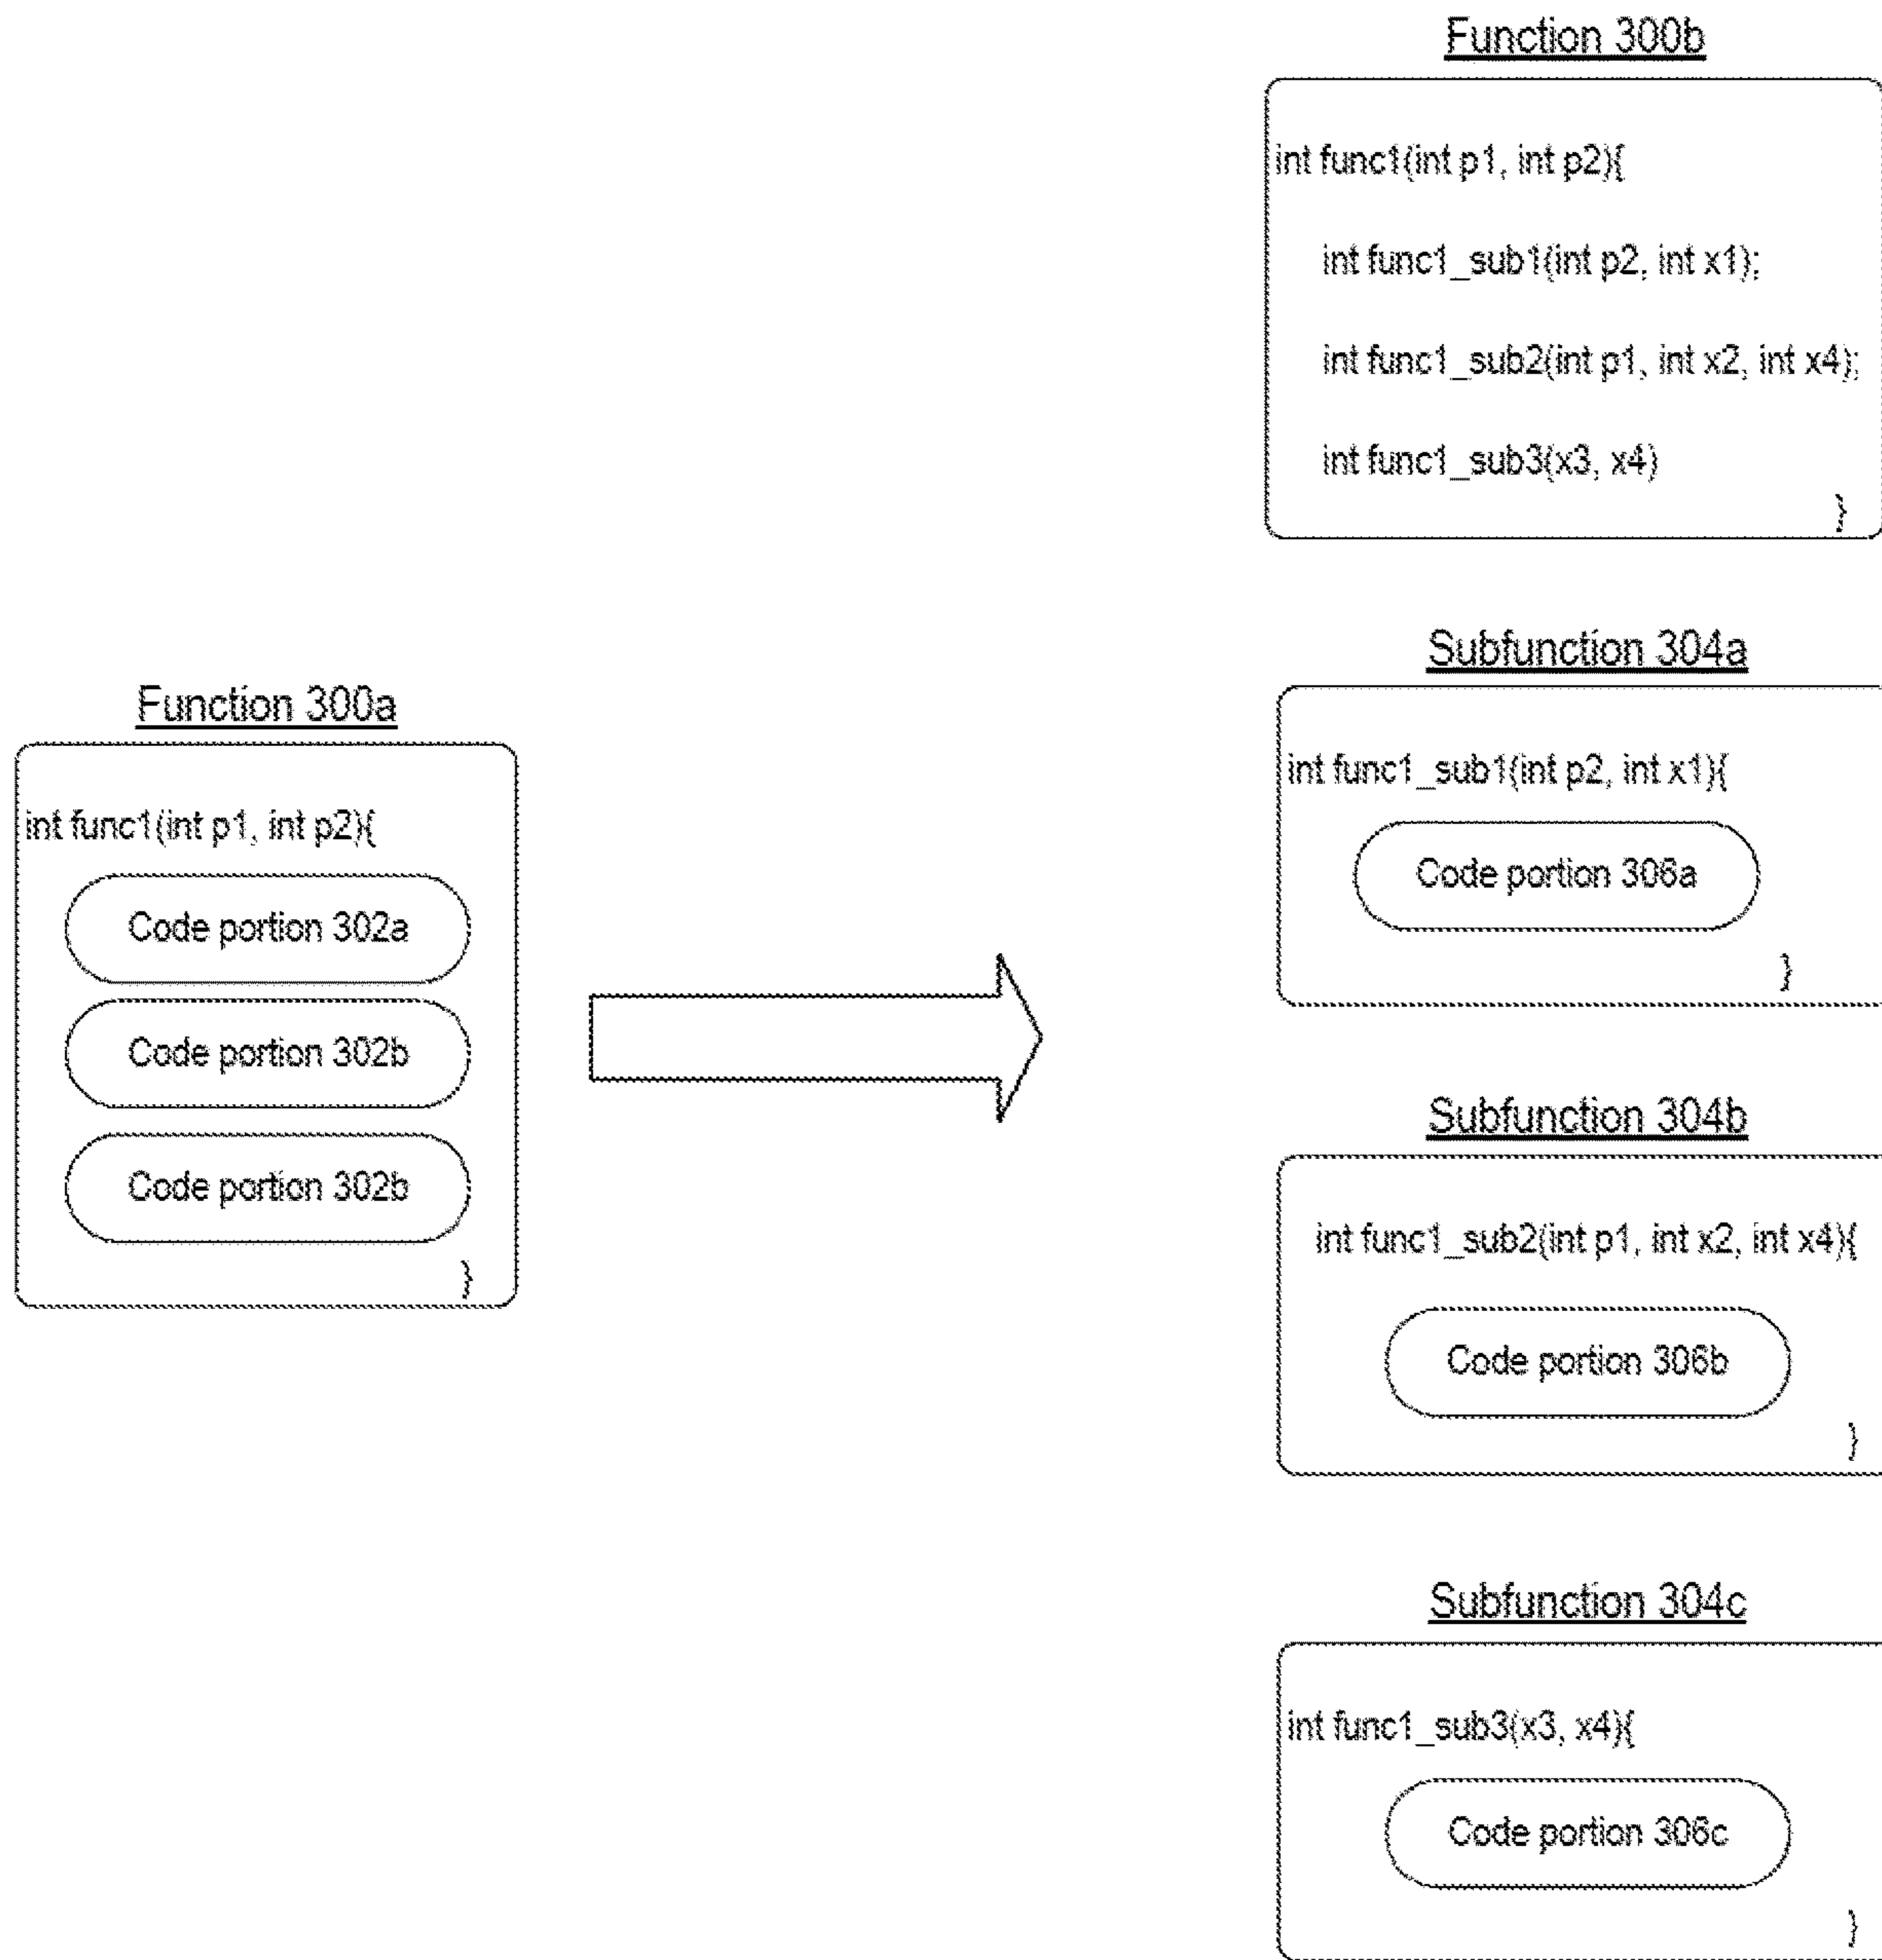 Function 300b
int func1(int p1, int p2){
int func1_sub1(int p2, int x1);
int func1_sub2(int p1, int x2, int x4);
int func1_sub3(x3, x4)
}
Function 300a
int func1(int p1, int p2){
Code portion 302a
Code portion 302b
Code portion 302b
}
Subfunction 304a
int func1_sub1(int p2, int x1){
Code portion 306a
}
Subfunction 304b
int func1_sub2(int p1, int x2, int x4){
Code portion 306b
}
Subfunction 304c
int func1_sub3(x3, x4){
Code portion 306c
}